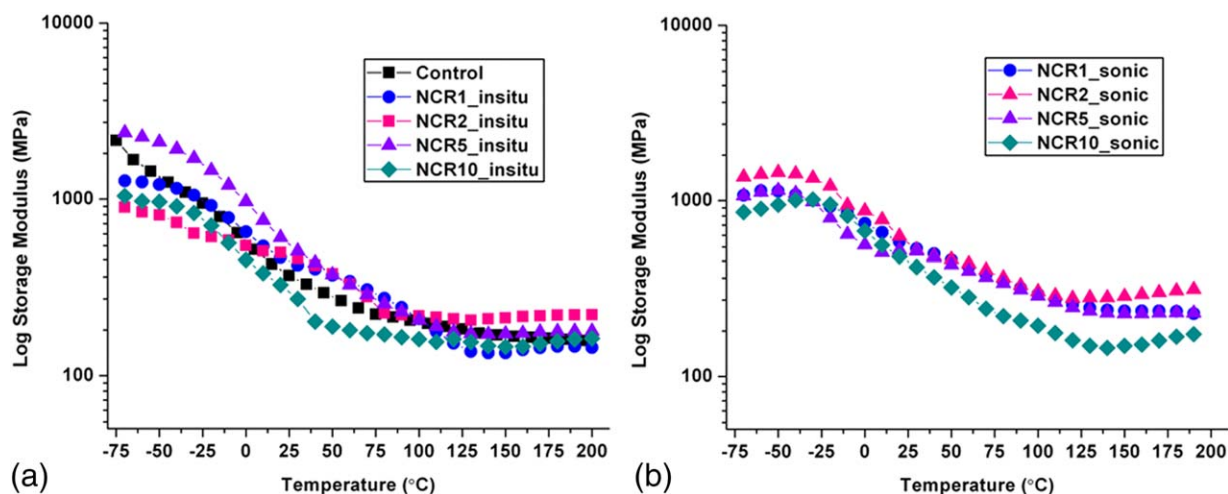 10000
1000
100
Log Storage Modulus (MPa)
Control
NCR1_insitu
NCR2_insitu
NCR5_insitu
NCR10_insitu
-75 -50 -25 0 25 50 75 100 125 150 175 200
Temperature (°C)
(a)
10000
1000
100
Log Storage Modulus (MPa)
NCR1_sonic
NCR2_sonic
NCR5_sonic
NCR10_sonic
-75 -50 -25 0 25 50 75 100 125 150 175 200
Temperature (°C)
(b)